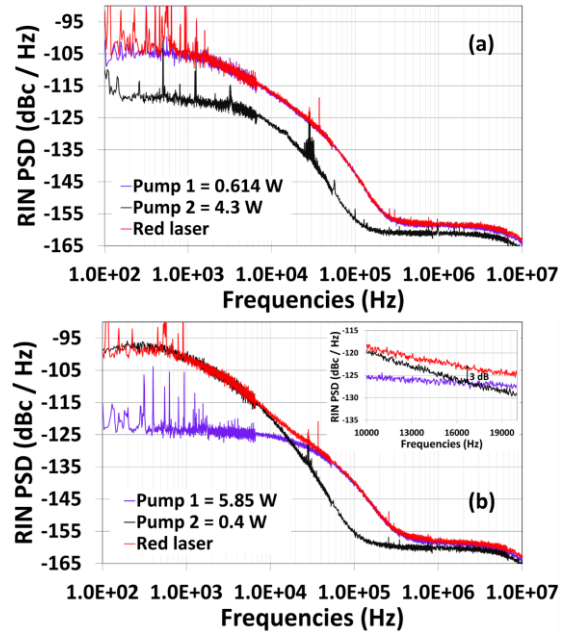 (a)
RIN PSD (dBc / Hz)
-95
-105
-115
-125
-135
-145
-155
-165
Pump 1 = 0.614 W
Pump 2 = 4.3 W
Red laser
1.0E+02 1.0E+03 1.0E+04 1.0E+05 1.0E+06 1.0E+07
Frequencies (Hz)
(b)
RIN PSD (dBc / Hz)
-95
-105
-115
-125
-135
-145
-155
-165
Pump 1 = 5.85 W
Pump 2 = 0.4 W
Red laser
1.0E+02 1.0E+03 1.0E+04 1.0E+05 1.0E+06 1.0E+07
Frequencies (Hz)
RIN PSD (dBc / Hz)
-115
-120
-125
-130
-135
3 dB
10000 13000 16000 19000
Frequencies (Hz)